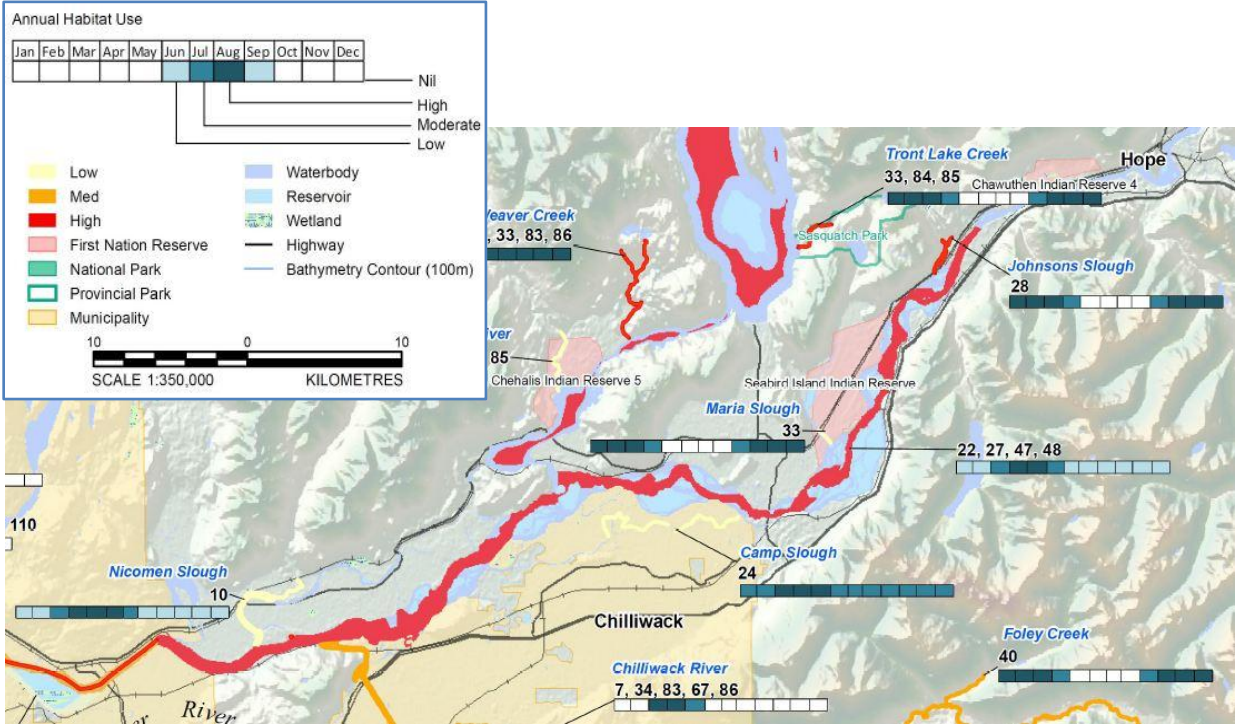 Annual Habitat Use
Jan Feb Mar Apr May Jun Jul Aug Sep Oct Nov Dec
Nil
High
Moderate
Low
Low
Med
High
First Nation Reserve
National Park
Provincial Park
Municipality
Waterbody
Reservoir
Wetland
Highway
Bathymetry Contour (100m)
10 0 10
SCALE 1:350,000 KILOMETRES
Tront Lake Creek
33, 84, 85
Hope
Chawuthen Indian Reserve 4
Weaver Creek
, 33, 83, 86
Sasquatch Park
Johnsons Slough
28
iver
85
Chehalis Indian Reserve 5
Seabird Island Indian Reserve
Maria Slough
33
22, 27, 47, 48
110
Nicomen Slough
10
Camp Slough
24
Chilliwack
Foley Creek
40
Chilliwack River
7, 34, 83, 67, 86
River